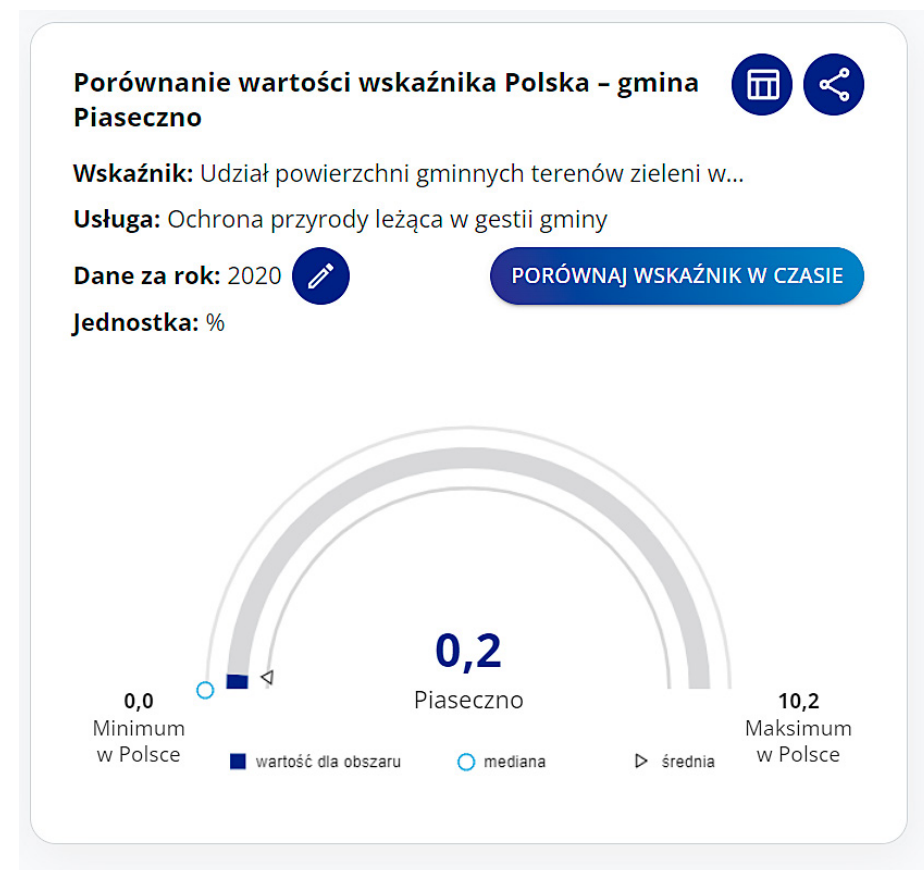 Porównanie wartości wskaźnika Polska – gmina
Piaseczno
Wskaźnik: Udział powierzchni gminnych terenów zieleni w...
Usługa: Ochrona przyrody leżąca w gestii gminy
Dane za rok: 2020
PORÓWNAJ WSKAŹNIK W CZASIE
Jednostka: %
0,2
Piaseczno
0,0
Minimum
w Polsce
10,2
Maksimum
w Polsce
wartość dla obszaru
mediana
średnia